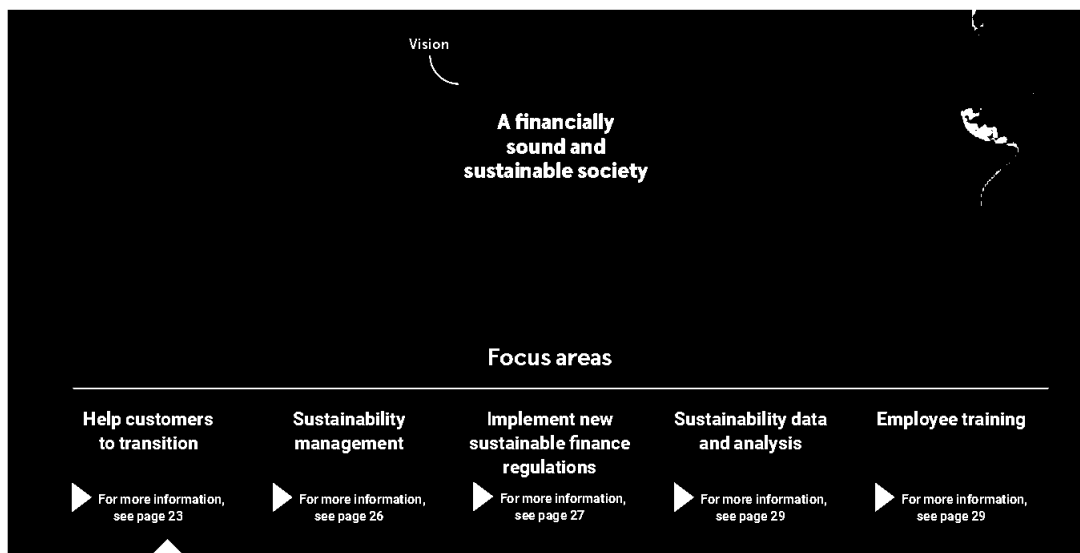 Vision
A financially
sound and
sustainable society
Focus areas
Help customers
to transition
For more information,
see page 23
Sustainability
management
For more information,
see page 26
Implement new
sustainable finance
regulations
For more information,
see page 27
Sustainability data
and analysis
For more information,
see page 29
Employee training
For more information,
see page 29